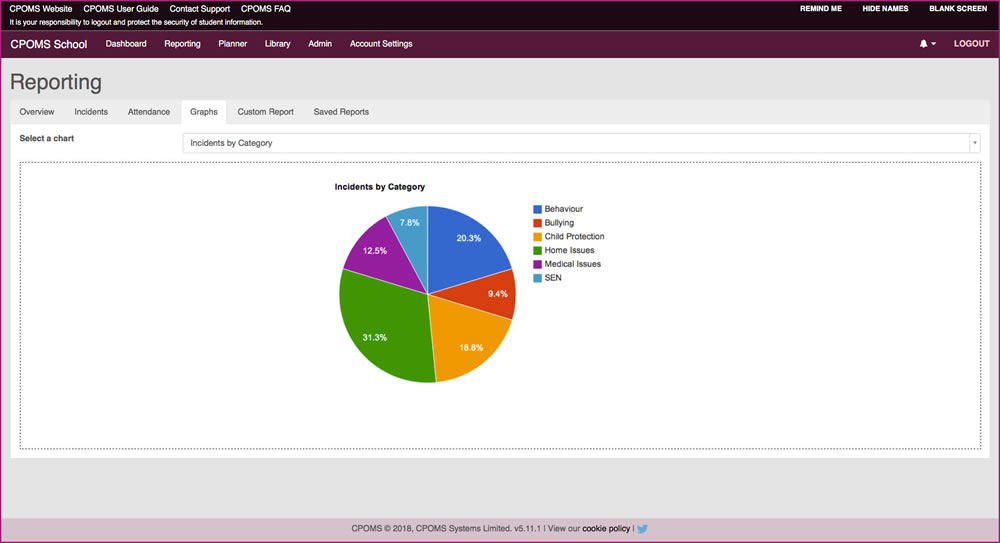 CPOMS Website CPOMS User Guide Contact Support CPOMS FAQ REMIND ME HIDE NAMES BLANK SCREEN
It is your responsibility to logout and protect the security of student information.
CPOMS School Dashboard Reporting Planner Library Admin Account Settings LOGOUT
Reporting
Overview Incidents Attendance Graphs Custom Report Saved Reports
Select a chart Incidents by Category
Incidents by Category
7.8%
20.3%
12.5%
9.4%
31.3%
18.8%
Behaviour
Bullying
Child Protection
Home Issues
Medical Issues
SEN
CPOMS © 2018, CPOMS Systems Limited. v5.11.1 | View our cookie policy |